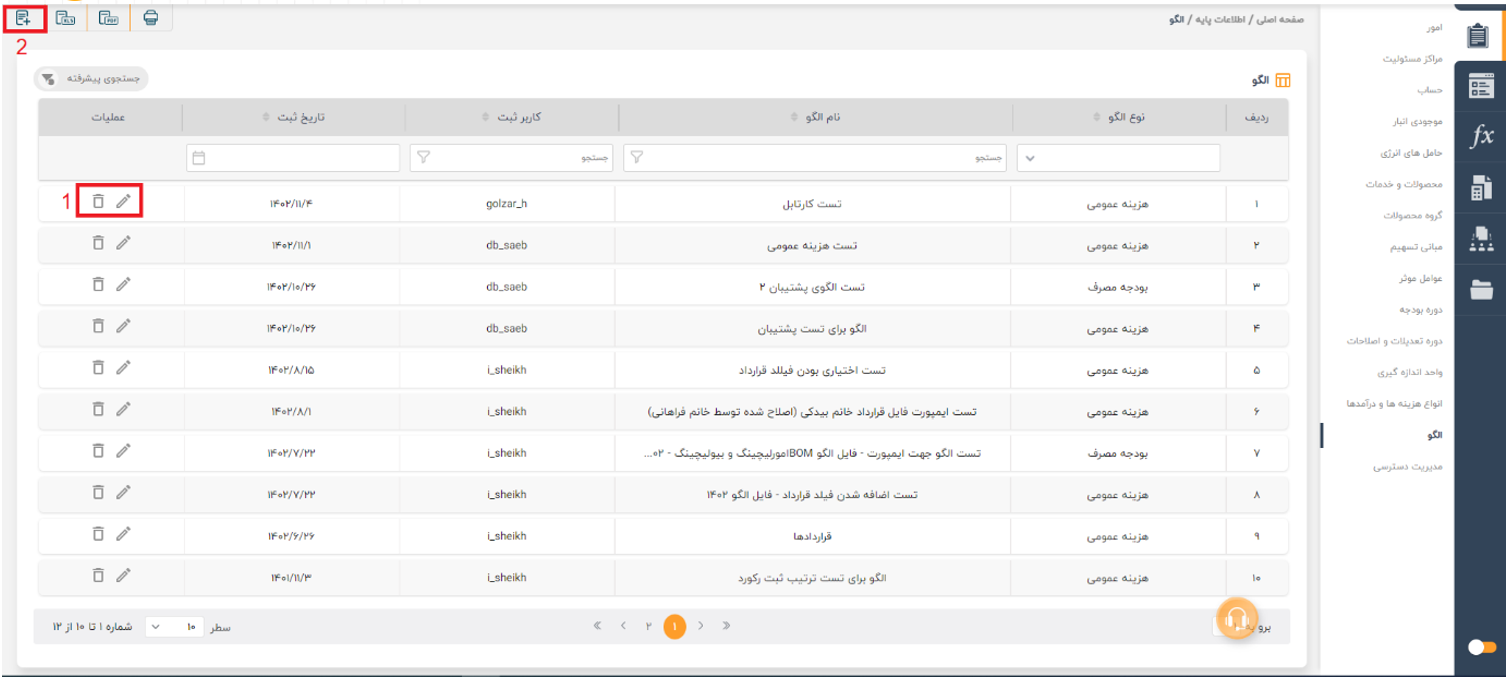 صفحه اصلی / اطلاعات پایه / الگو
XLS
PDF
2
امور
مراکز مسئولیت
حساب
موجودی انبار
حامل های انرژی
محصولات و خدمات
گروه محصولات
مبانی تسهیم
عوامل موثر
دوره بودجه
دوره تعدیلات و اصلاحات
واحد اندازه گیری
انواع هزینه ها و درآمدها
الگو
مدیریت دسترسی
fx
الگو
جستجوی پیشرفته
ردیف نوع الگو نام الگو کاربر ثبت تاریخ ثبت عملیات
جستجو جستجو
۱ هزینه عمومی تست کارتابل golzar_h ۱۴۰۲/۱۱/۴ 1
۲ هزینه عمومی تست هزینه عمومی db_saeb ۱۴۰۲/۱۱/۱
۳ بودجه مصرف تست الگوی پشتیبان ۲ db_saeb ۱۴۰۲/۱۰/۲۶
۴ هزینه عمومی الگو برای تست پشتیبان db_saeb ۱۴۰۲/۱۰/۲۶
۵ هزینه عمومی تست اختیاری بودن فیللد قرارداد i_sheikh ۱۴۰۲/۸/۱۵
۶ هزینه عمومی تست ایمپورت فایل قرارداد خانم بیدکی (اصلاح شده توسط خانم فراهانی) i_sheikh ۱۴۰۲/۸/۱
۷ بودجه مصرف تست الگو جهت ایمپورت - فایل الگو BOMامورلیچینگ و بیولیچینگ - ۰۲... i_sheikh ۱۴۰۲/۷/۲۲
۸ هزینه عمومی تست اضافه شدن فیلد قرارداد - فایل الگو ۱۴۰۲ i_sheikh ۱۴۰۲/۷/۲۲
۹ هزینه عمومی قراردادها i_sheikh ۱۴۰۲/۶/۲۶
۱۰ هزینه عمومی الگو برای تست ترتیب ثبت رکورد i_sheikh ۱۴۰۱/۱۱/۳
برو به ۱ ۲ سطر ۱۰ شماره ۱ تا ۱۰ از ۱۲